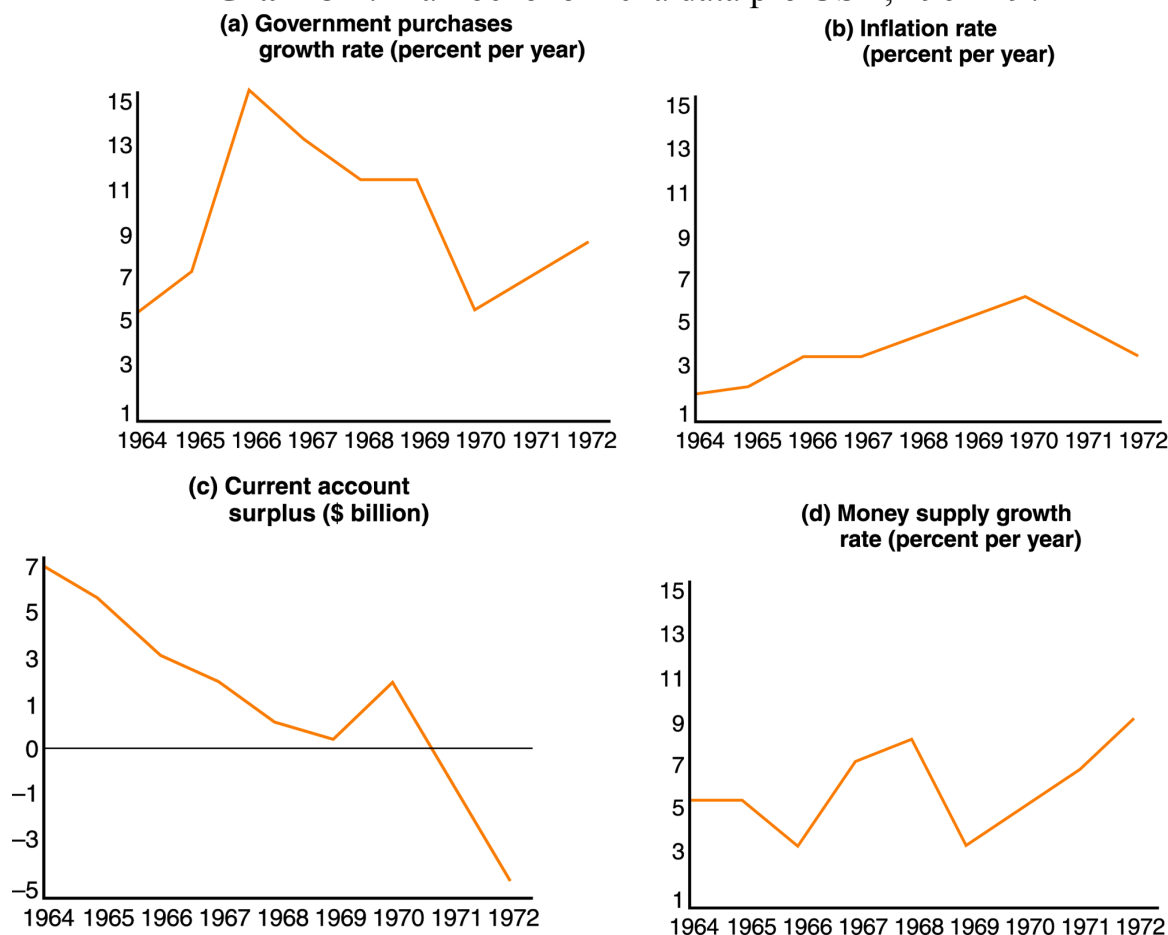 (a) Government purchases
growth rate (percent per year)
15
13
11
9
7
5
3
1
1964 1965 1966 1967 1968 1969 1970 1971 1972
(b) Inflation rate
(percent per year)
15
13
11
9
7
5
3
1
1964 1965 1966 1967 1968 1969 1970 1971 1972
(c) Current account
surplus ($ billion)
7
5
3
1
0
–1
–3
–5
1964 1965 1966 1967 1968 1969 1970 1971 1972
(d) Money supply growth
rate (percent per year)
15
13
11
9
7
5
3
1
1964 1965 1966 1967 1968 1969 1970 1971 1972